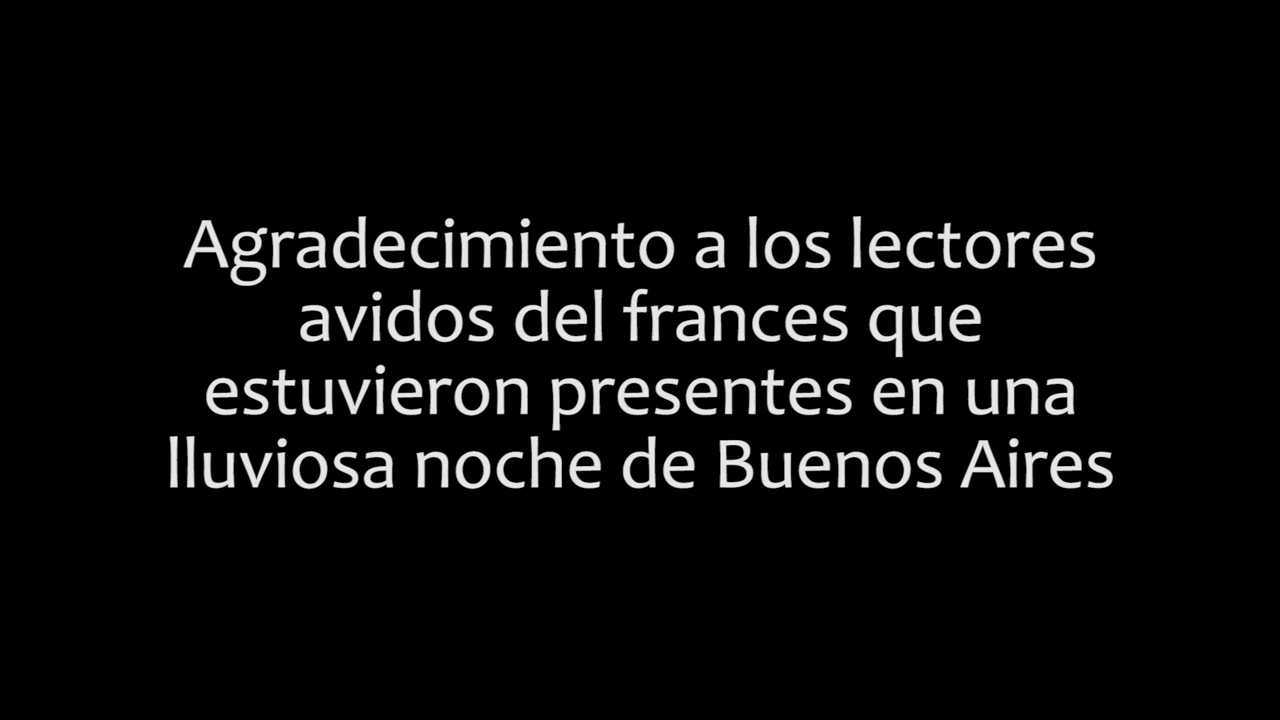 Agradecimiento a los lectores
avidos del frances que
estuvieron presentes en una
lluviosa noche de Buenos Aires